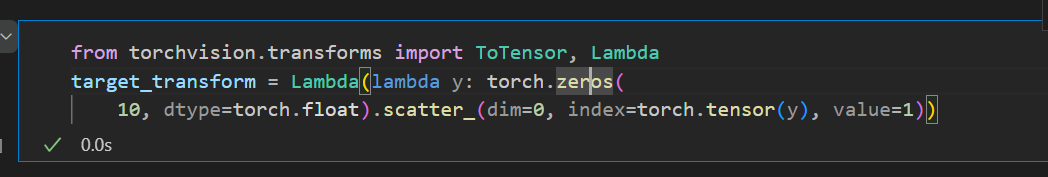 from torchvision.transforms import ToTensor, Lambda
target_transform = Lambda(lambda y: torch.zeros(
    10, dtype=torch.float).scatter_(dim=0, index=torch.tensor(y), value=1))
0.0s